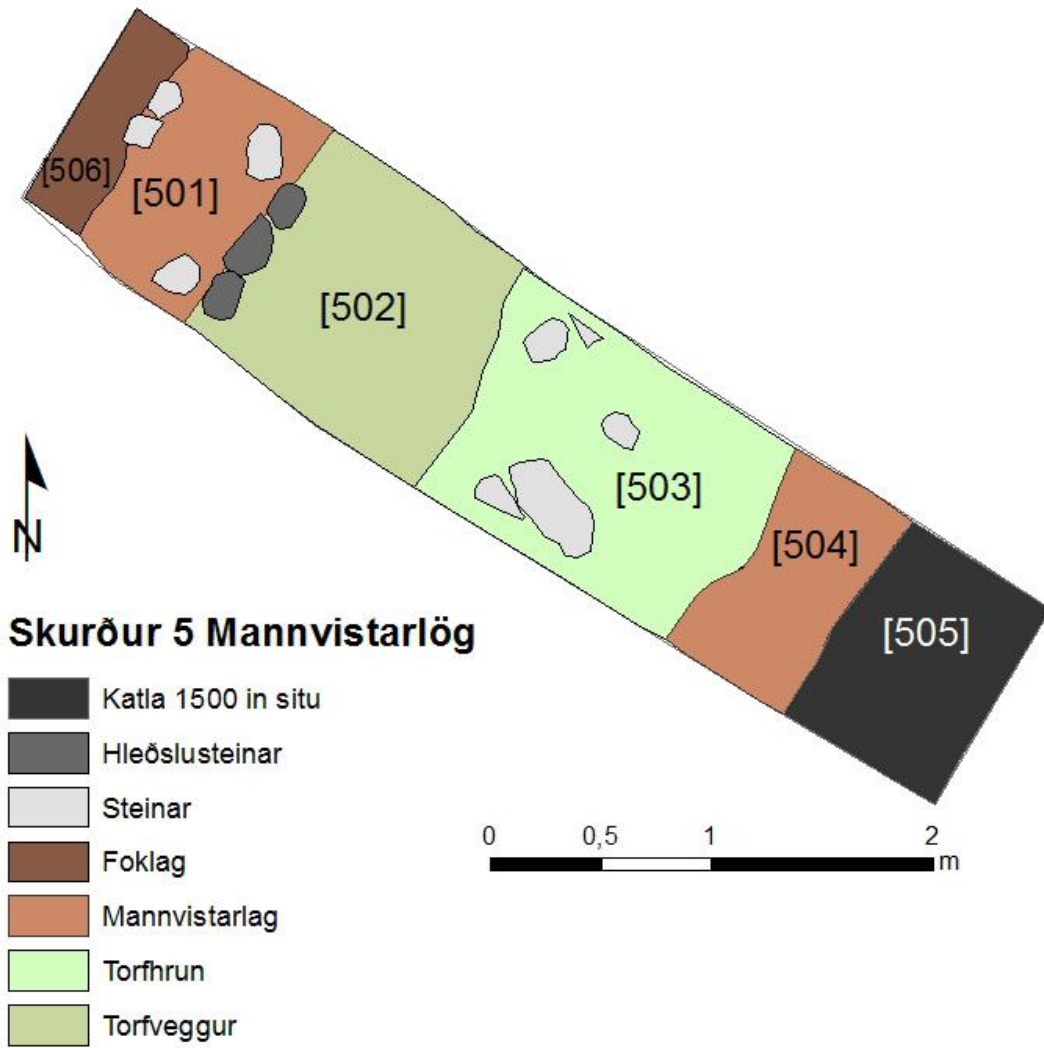 [506]
[501]
[502]
[503]
[504]
[505]
N
Skurður 5 Mannvistarlög
Katla 1500 in situ
Hleðslusteinar
Steinar
Foklag
Mannvistarlag
Torfhrun
Torfveggur
0 0,5 1 2
m